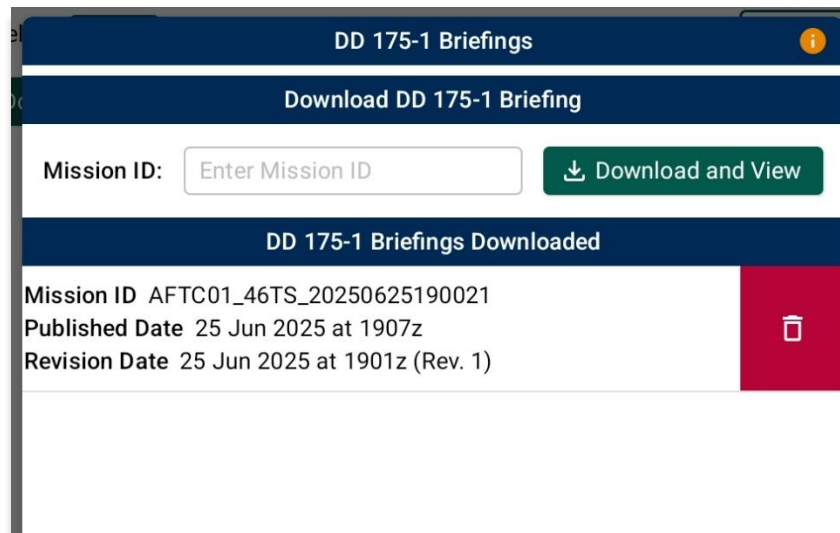 DD 175-1 Briefings
Download DD 175-1 Briefing
Mission ID: Enter Mission ID Download and View
DD 175-1 Briefings Downloaded
Mission ID AFTC01_46TS_20250625190021
Published Date 25 Jun 2025 at 1907z
Revision Date 25 Jun 2025 at 1901z (Rev. 1)